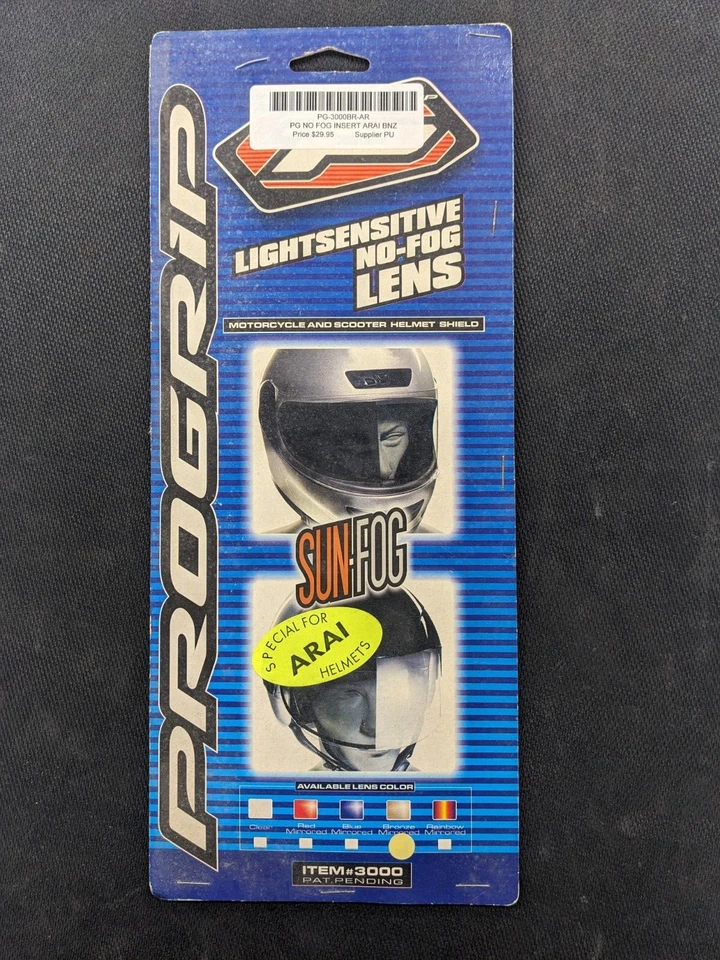 PG-3000BR-AR
PG NO FOG INSERT ARAI BNZ
Price $29.95 Supplier PU
PROGRIP
LIGHTSENSITIVE
NO-FOG
LENS
MOTORCYCLE AND SCOOTER HELMET SHIELD
SUN-FOG
SPECIAL FOR
ARAI
HELMETS
AVAILABLE LENS COLOR
Clear
Red Mirrored
Blue Mirrored
Bronze Mirrored
Rainbow Mirrored
ITEM#3000
PAT.PENDING